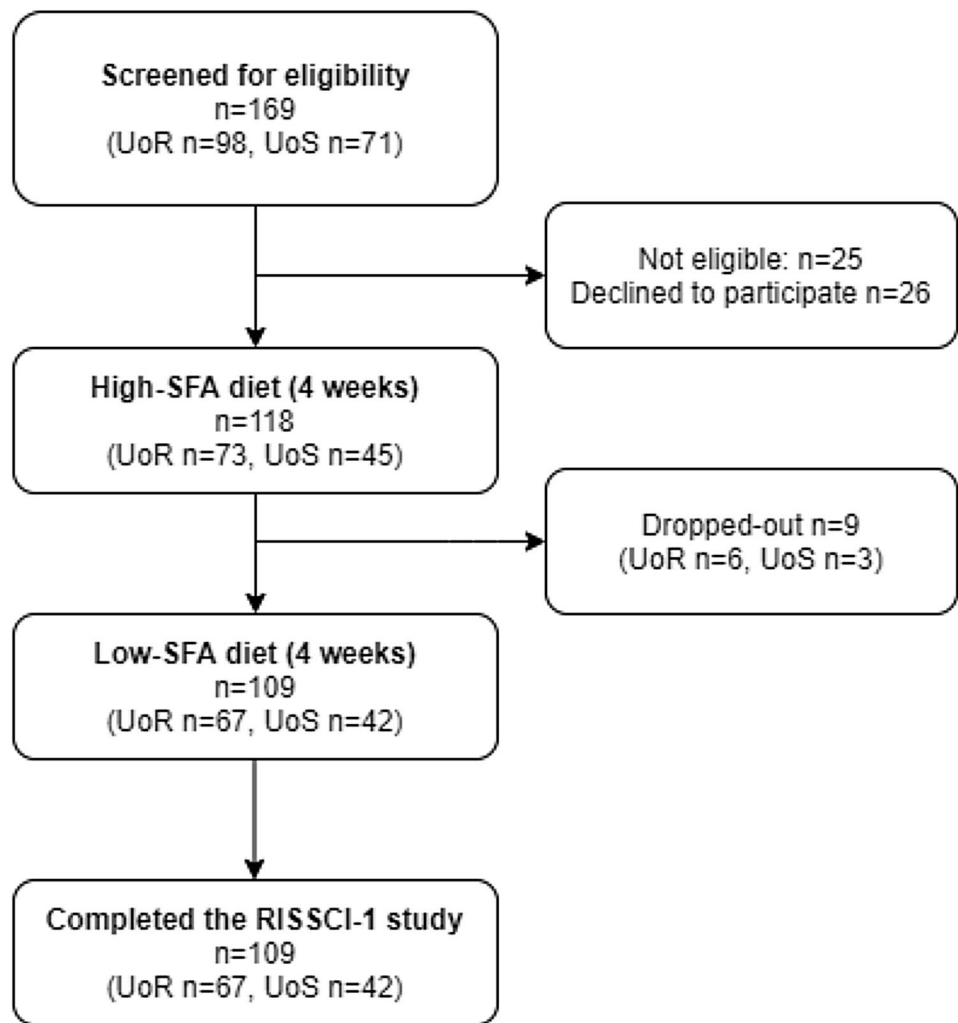 Screened for eligibility
n=169
(UoR n=98, UoS n=71)
Not eligible: n=25
Declined to participate n=26
High-SFA diet (4 weeks)
n=118
(UoR n=73, UoS n=45)
Dropped-out n=9
(UoR n=6, UoS n=3)
Low-SFA diet (4 weeks)
n=109
(UoR n=67, UoS n=42)
Completed the RISSCI-1 study
n=109
(UoR n=67, UoS n=42)